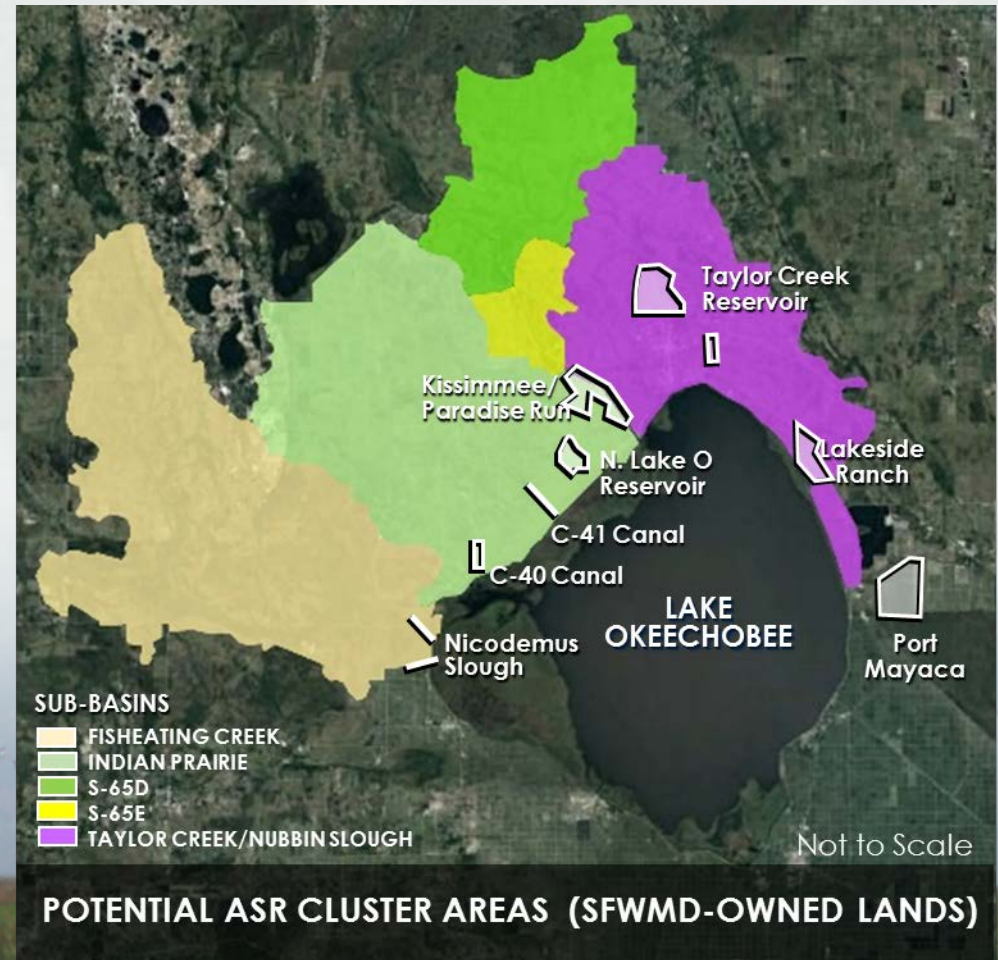 Taylor Creek
Reservoir
Kissimmee/
Paradise Run
Lakeside
Ranch
N. Lake O
Reservoir
C-41 Canal
C-40 Canal
LAKE
OKEECHOBEE
Nicodemus
Slough
Port
Mayaca
SUB-BASINS
FISHEATING CREEK
INDIAN PRAIRIE
S-65D
S-65E
TAYLOR CREEK/NUBBIN SLOUGH
Not to Scale
POTENTIAL ASR CLUSTER AREAS (SFWMD-OWNED LANDS)